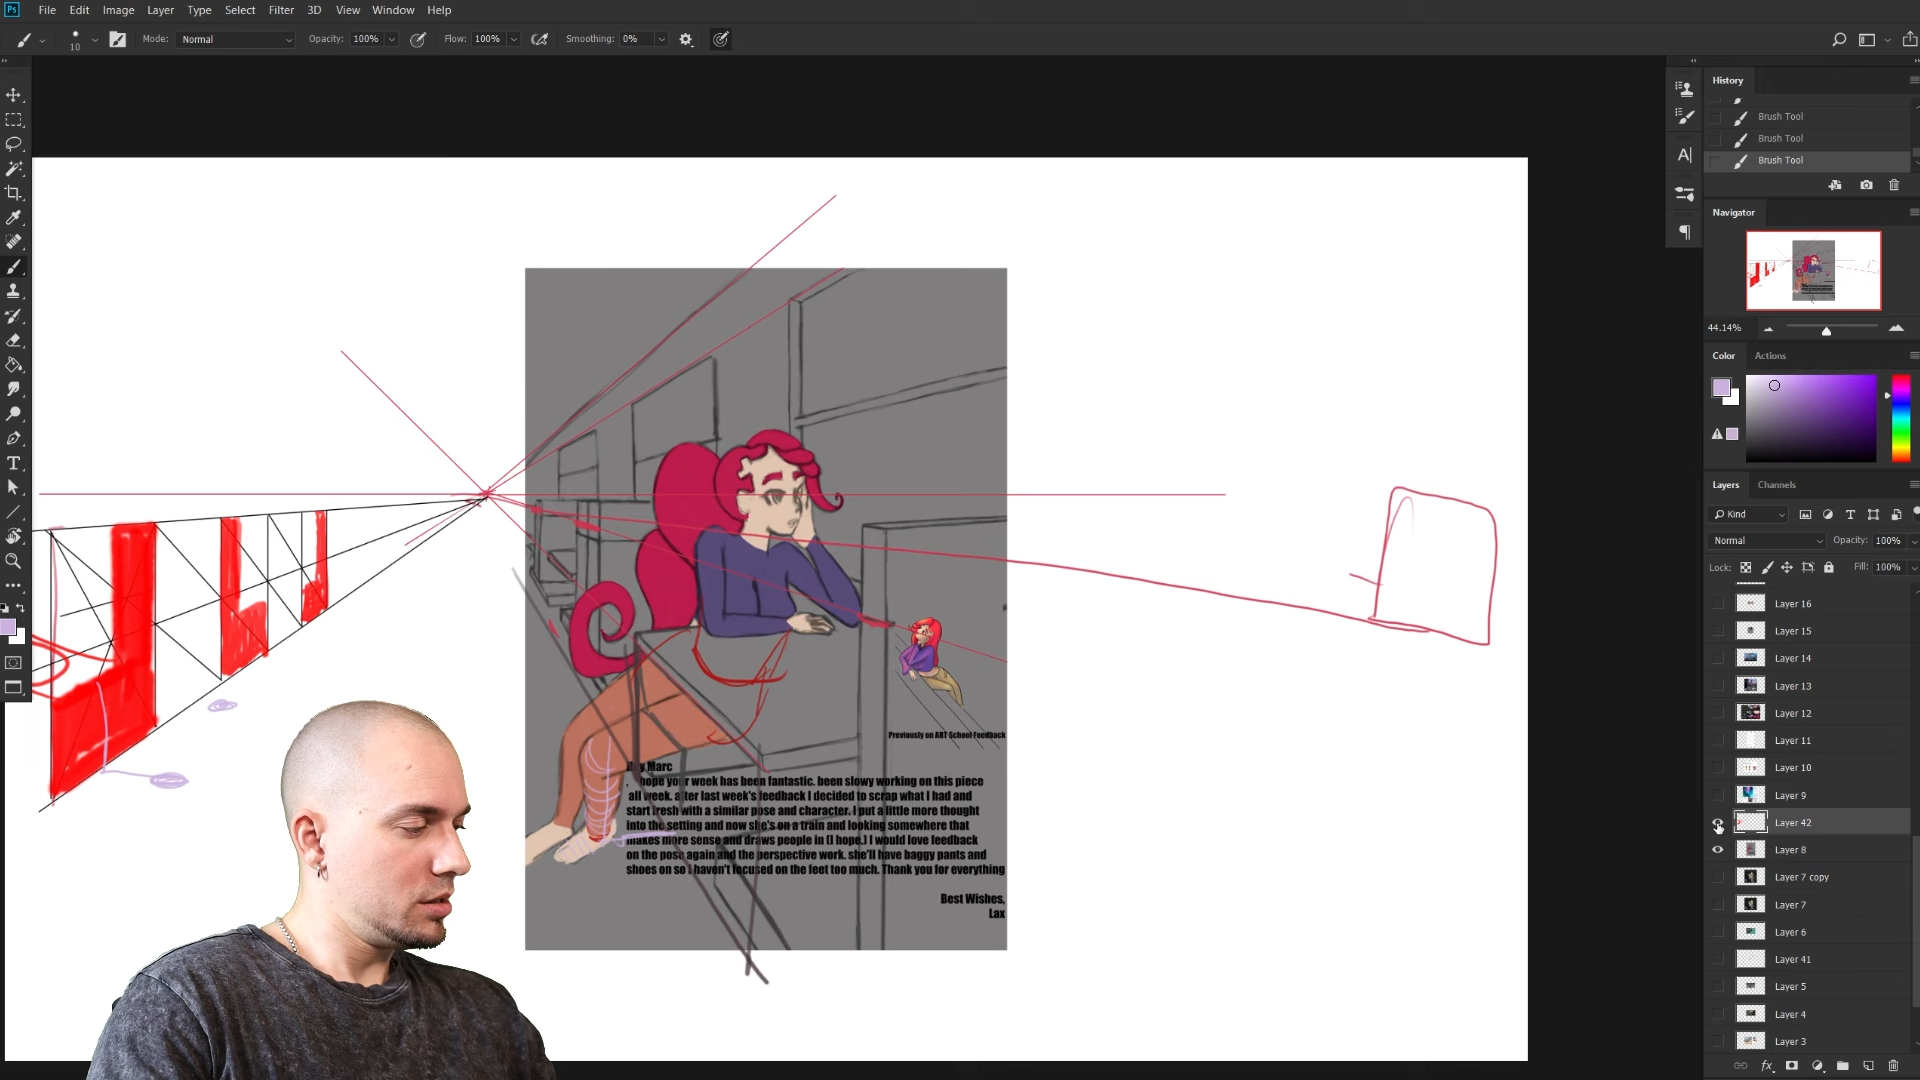 Ps File Edit Image Layer Type Select Filter 3D View Window Help
10 Mode: Normal Opacity: 100% Flow: 100% Smoothing: 0%
History
Brush Tool
Brush Tool
Brush Tool
Navigator
44.14%
Color Actions
Layers Channels
Kind
Normal Opacity: 100%
Lock: Fill: 100%
Layer 16
Layer 15
Layer 14
Layer 13
Layer 12
Layer 11
Layer 10
Layer 9
Layer 42
Layer 8
Layer 7 copy
Layer 7
Layer 6
Layer 41
Layer 5
Layer 4
Layer 3
Previously on ART School Feedback
Marc
hope your week has been fantastic. been slowy working on this piece
all week. after last week's feedback I decided to scrap what I had and
start fresh with a similar pose and character. I put a little more thought
into the setting and now she's on a train and looking somewhere that
makes more sense and draws people in (I hope.) I would love feedback
on the pose again and the perspective work. she'll have baggy pants and
shoes on so I haven't focused on the feet too much. Thank you for everything
Best Wishes,
Lax